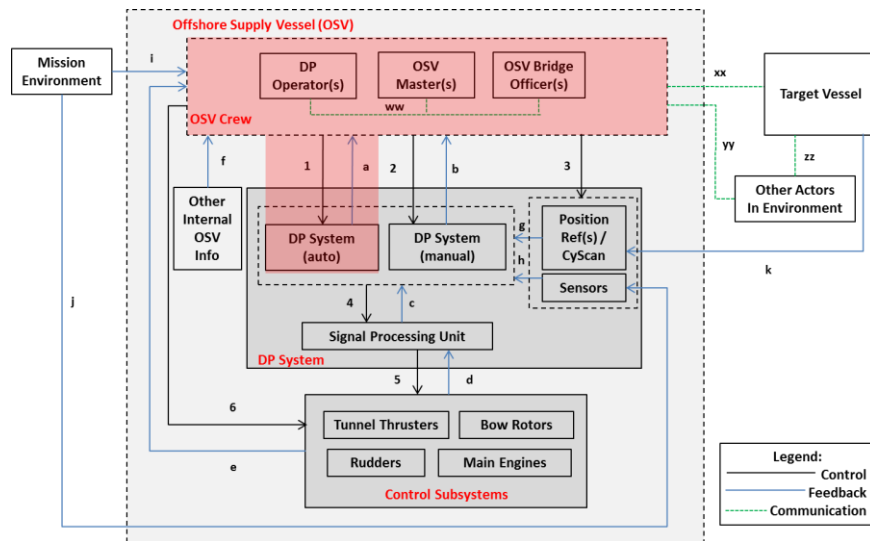 Offshore Supply Vessel (OSV)
Mission
Environment
i
DP
Operator(s)
OSV
Master(s)
OSV Bridge
Officer(s)
ww
OSV Crew
xx
Target Vessel
yy
zz
Other Actors
In Environment
f
1
a
2
b
3
Other
Internal
OSV
Info
DP System
(auto)
DP System
(manual)
g
h
Position
Ref(s) /
CyScan
Sensors
k
j
4
c
Signal Processing Unit
DP System
5
d
6
e
Tunnel Thrusters
Bow Rotors
Rudders
Main Engines
Control Subsystems
Legend:
Control
Feedback
Communication